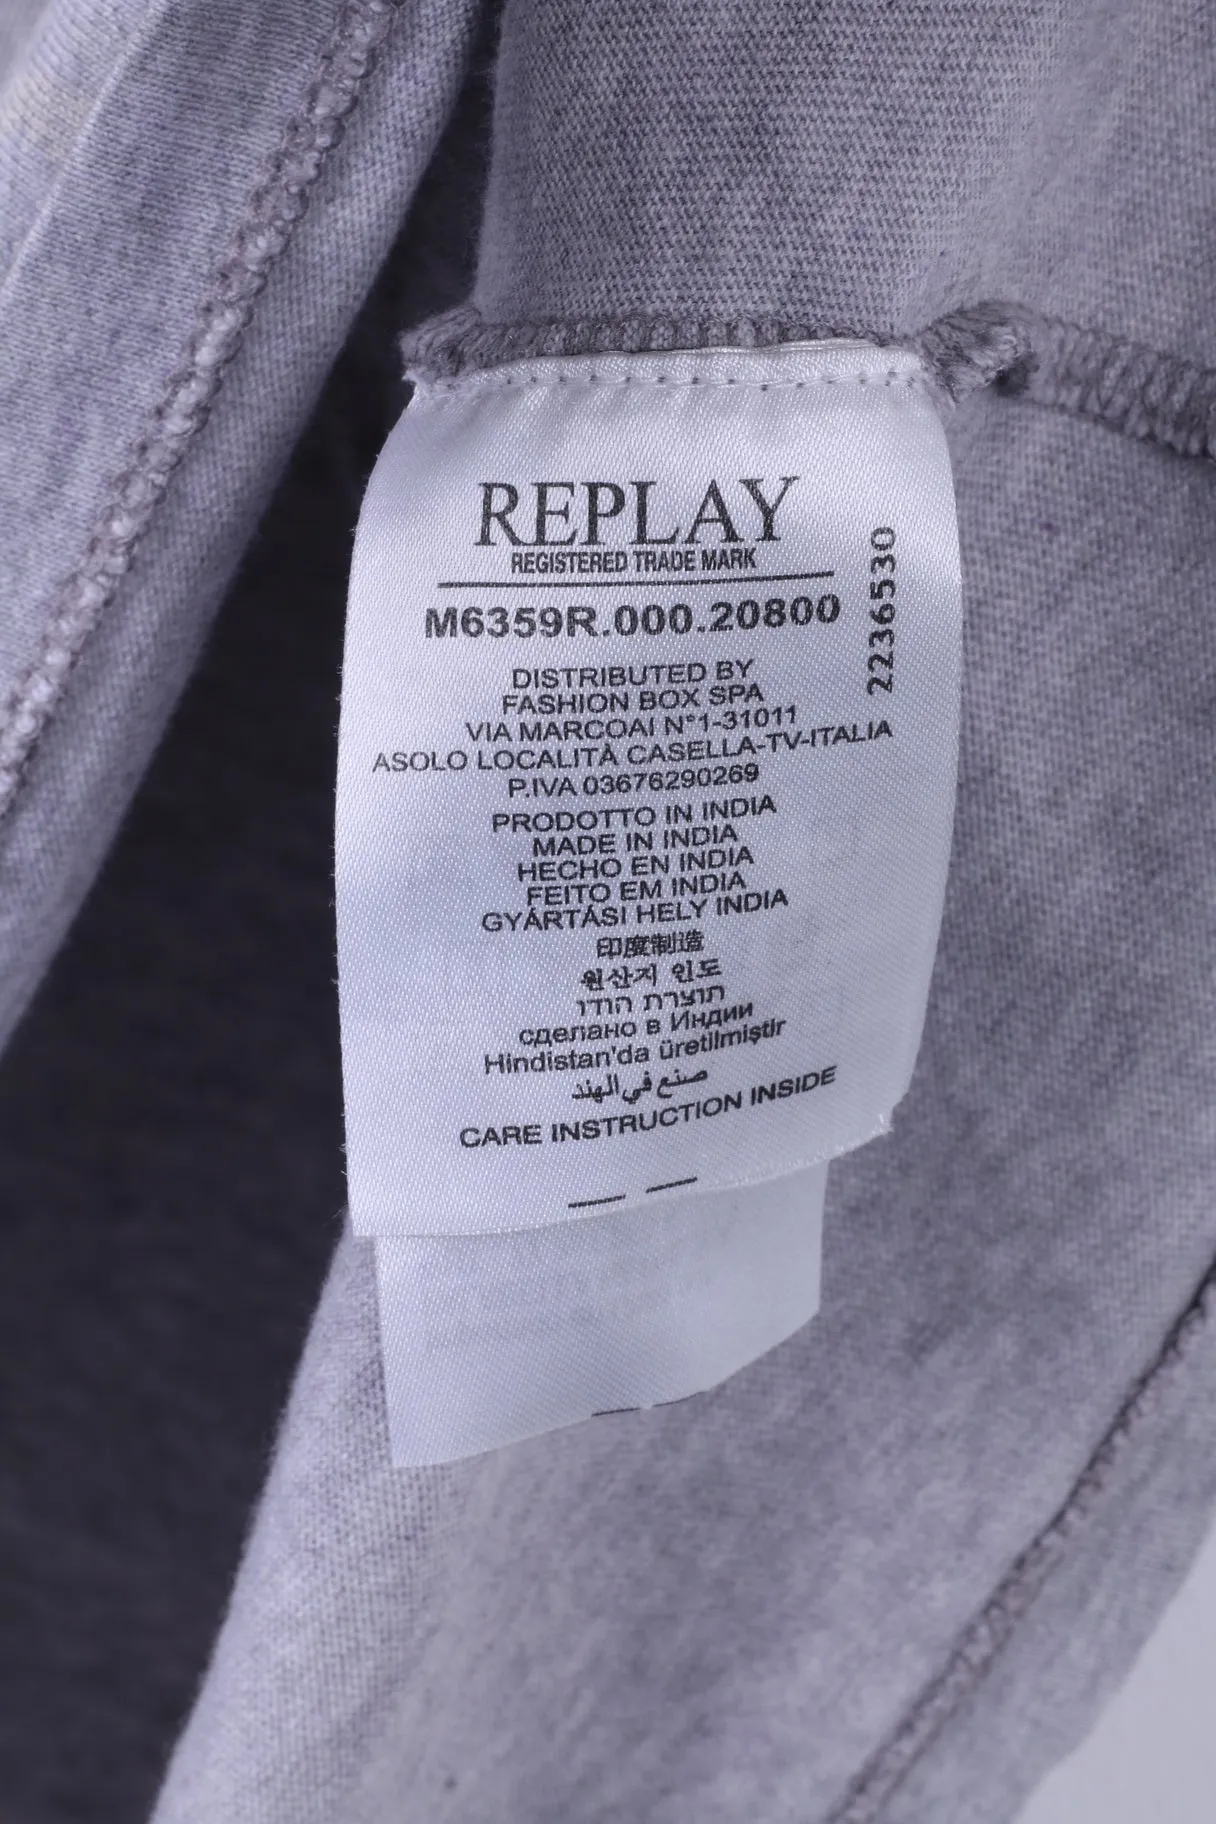 REPLAY
REGISTERED TRADE MARK
M6359R.000.20800
2236530
DISTRIBUTED BY
FASHION BOX SPA
VIA MARCOAI N°1-31011
ASOLO LOCALITÀ CASELLA-TV-ITALIA
P.IVA 03676290269
PRODOTTO IN INDIA
MADE IN INDIA
HECHO EN INDIA
FEITO EM INDIA
GYÁRTÁSI HELY INDIA
印度制造
원산지 인도
תוצרת הודו
сделано в Индии
Hindistan'da üretilmiştir
صنع في الهند
CARE INSTRUCTION INSIDE